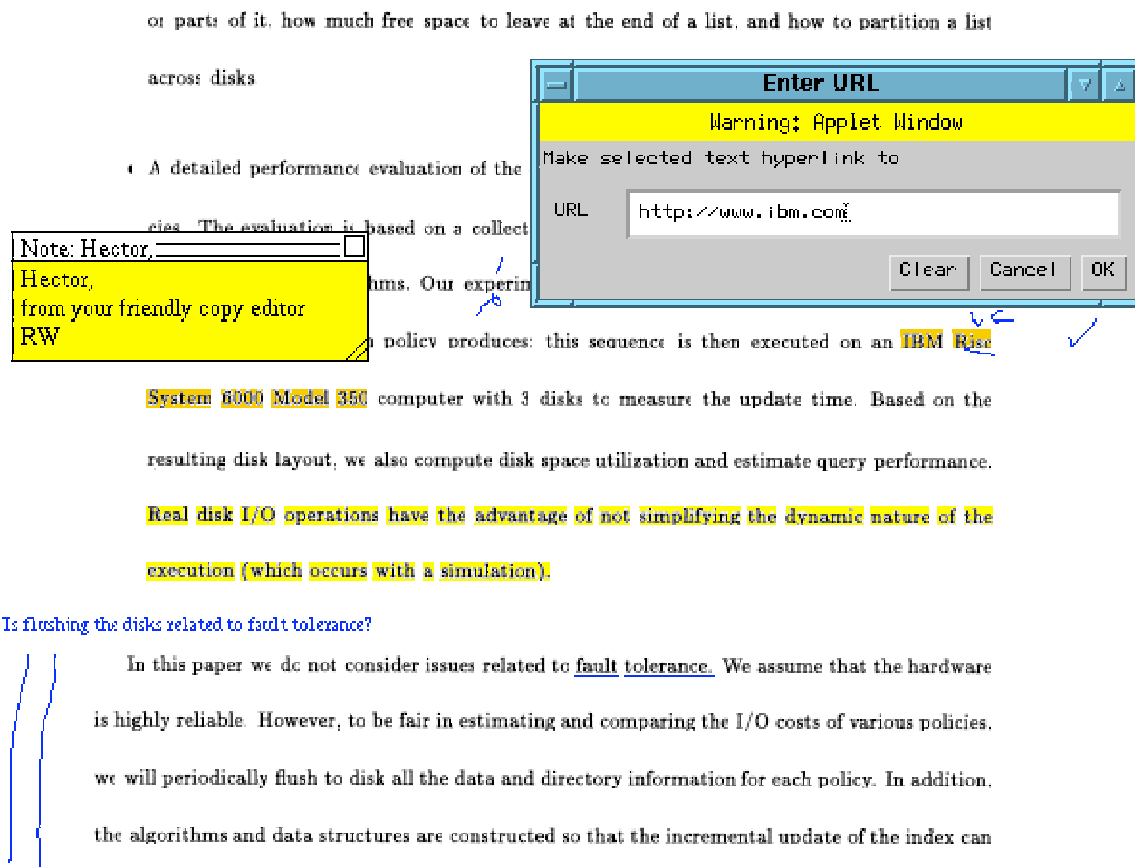 or parts of it, how much free space to leave at the end of a list, and how to partition a list
across disks
Enter URL
Warning: Applet Window
Make selected text hyperlink to
URL http://www.ibm.com
Clear Cancel OK
A detailed performance evaluation of the
cies. The evaluation is based on a collect
Note: Hector,
Hector,
from your friendly copy editor
RW
hms. Our experim
policy produces: this sequence is then executed on an IBM Risc
System 6000 Model 350 computer with 3 disks to measure the update time. Based on the
resulting disk layout, we also compute disk space utilization and estimate query performance.
Real disk I/O operations have the advantage of not simplifying the dynamic nature of the
execution (which occurs with a simulation).
Is flushing the disks related to fault tolerance?
In this paper we do not consider issues related to fault tolerance. We assume that the hardware
is highly reliable. However, to be fair in estimating and comparing the I/O costs of various policies,
we will periodically flush to disk all the data and directory information for each policy. In addition,
the algorithms and data structures are constructed so that the incremental update of the index can